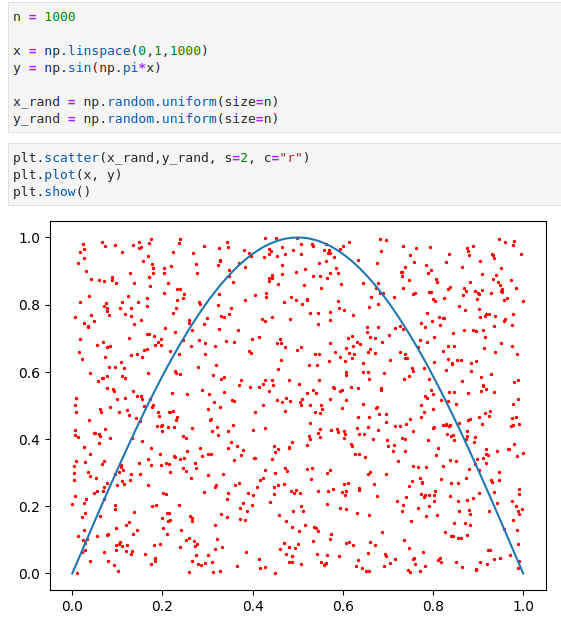 n = 1000
x = np.linspace(0,1,1000)
y = np.sin(np.pi*x)
x_rand = np.random.uniform(size=n)
y_rand = np.random.uniform(size=n)
plt.scatter(x_rand,y_rand, s=2, c="r")
plt.plot(x, y)
plt.show()
1.0
0.8
0.6
0.4
0.2
0.0
0.0 0.2 0.4 0.6 0.8 1.0